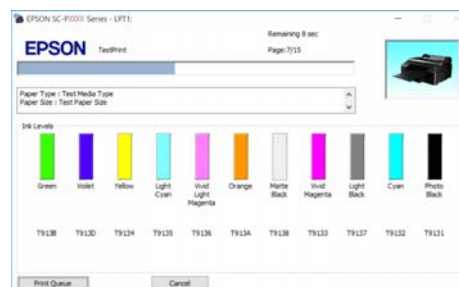 EPSON SC-PXXXX Series - LPT1:
EPSON
TestPrint
Remaining 8 sec
Page: 7/15
Paper Type : Test Media Type
Paper Size : Test Paper Size
Ink Levels
Green
Violet
Yellow
Light Cyan
Vivid Light Magenta
Orange
Matte Black
Vivid Magenta
Light Black
Cyan
Photo Black
T913B
T913D
T9134
T9135
T9136
T913A
T9138
T9133
T9137
T9132
T9131
Print Queue
Cancel